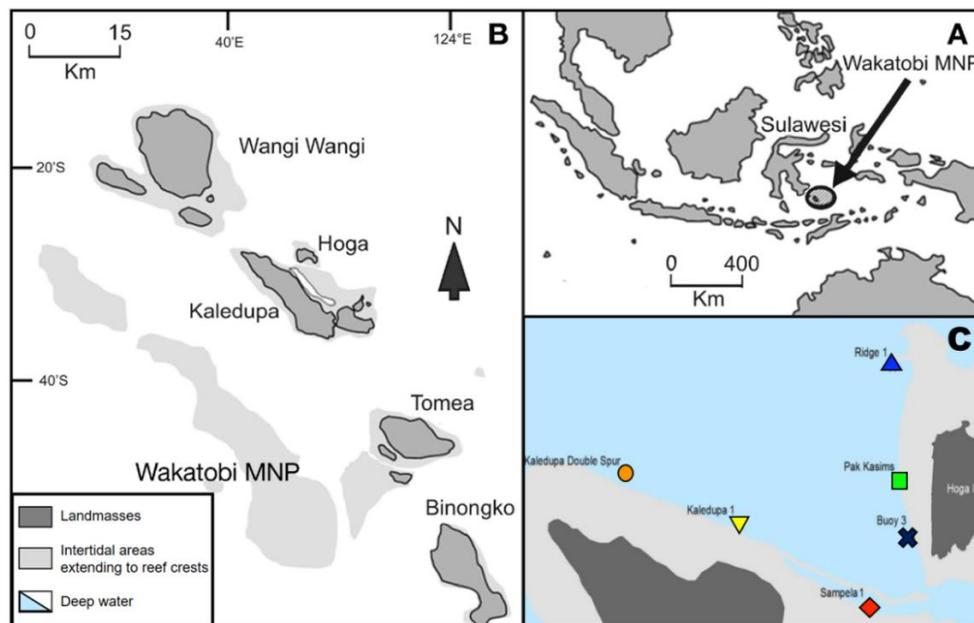 0 15
Km
40'E
124°E
B
Wangi Wangi
20'S
Hoga
N
Kaledupa
40'S
Tomea
Wakatobi MNP
Binongko
Landmasses
Intertidal areas
extending to reef crests
Deep water
A
Wakatobi MNP
Sulawesi
0 400
Km
C
Ridge 1
Kaledupa Double Spur
Pak Kasims
Hoga
Kaledupa 1
Buoy 3
Sampela 1